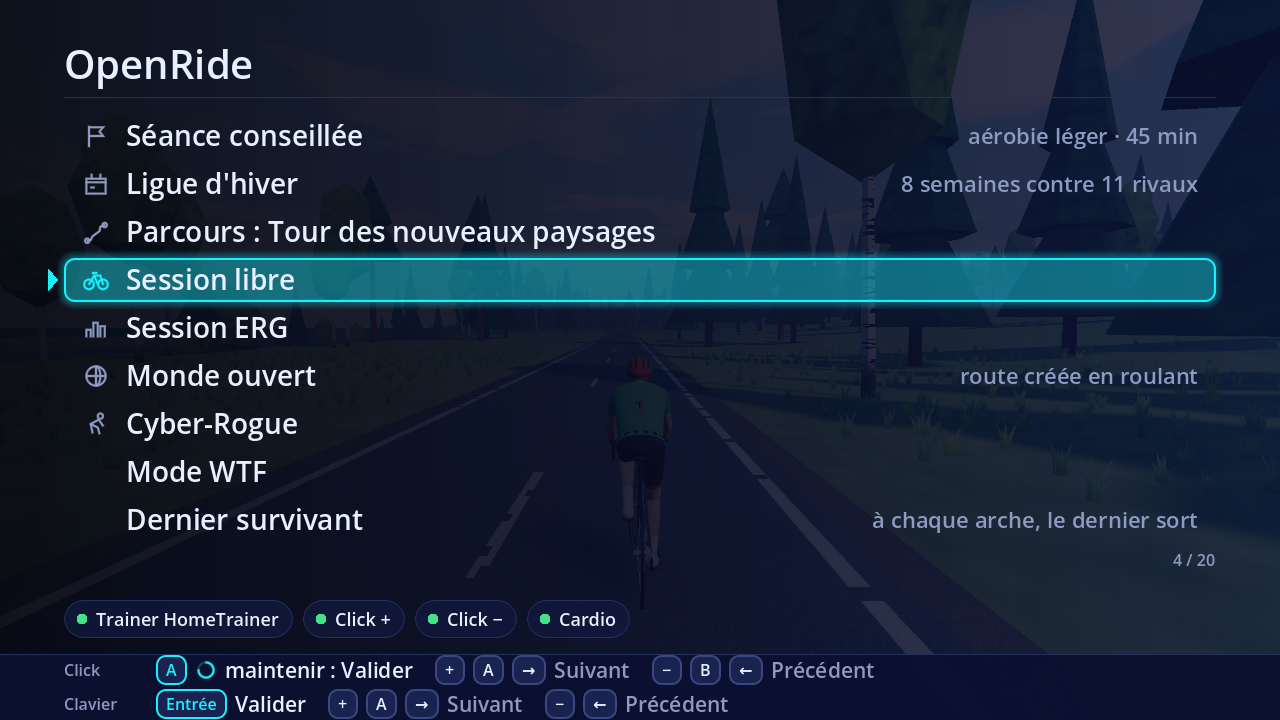 OpenRide
Séance conseillée aérobie léger · 45 min
Ligue d'hiver 8 semaines contre 11 rivaux
Parcours : Tour des nouveaux paysages
Session libre
Session ERG
Monde ouvert route créée en roulant
Cyber-Rogue
Mode WTF
Dernier survivant à chaque arche, le dernier sort
4 / 20
Trainer HomeTrainer Click + Click − Cardio
Click A maintenir : Valider + A → Suivant − B ← Précédent
Clavier Entrée Valider + A → Suivant − ← Précédent